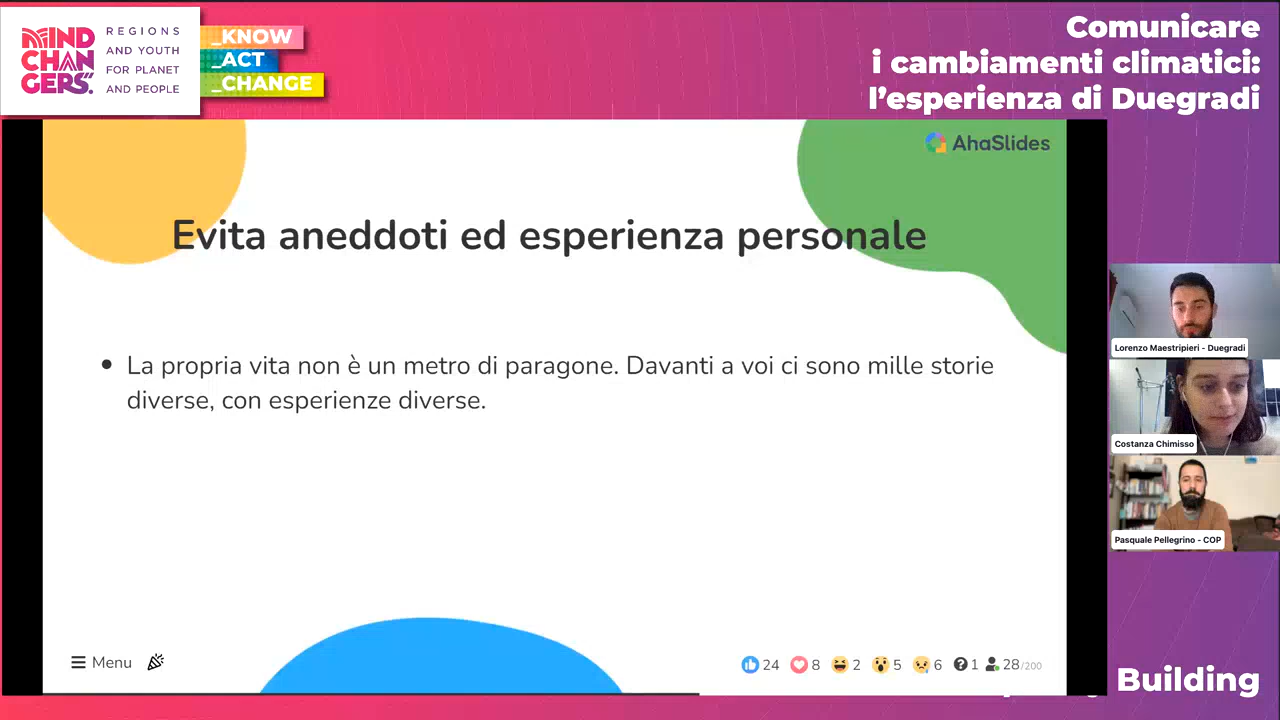 MIND
CHAN
GERS.
REGIONS
AND YOUTH
FOR PLANET
AND PEOPLE
_KNOW
_ACT
_CHANGE
Comunicare
i cambiamenti climatici:
l’esperienza di Duegradi
AhaSlides
Evita aneddoti ed esperienza personale
• La propria vita non è un metro di paragone. Davanti a voi ci sono mille storie
diverse, con esperienze diverse.
Lorenzo Maestripieri - Duegradi
Costanza Chimisso
Pasquale Pellegrino - COP
Menu
24 8 2 5 6 1 28/200
Building